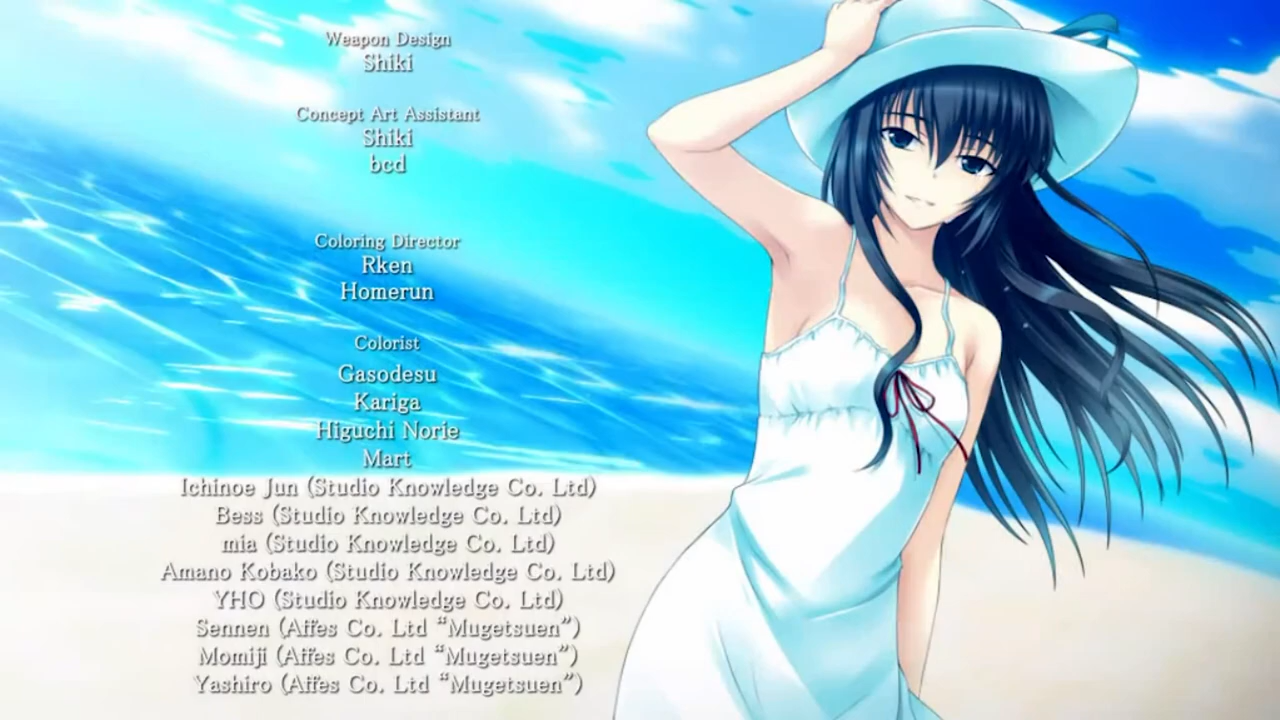 Weapon Design
Shiki
Concept Art Assistant
Shiki
bcd
Coloring Director
Rken
Homerun
Colorist
Gasodesu
Kariga
Higuchi Norie
Mart
Ichinoe Jun (Studio Knowledge Co. Ltd)
Bess (Studio Knowledge Co. Ltd)
mia (Studio Knowledge Co. Ltd)
Amano Kobako (Studio Knowledge Co. Ltd)
YHO (Studio Knowledge Co. Ltd)
Sennen (Affes Co. Ltd “Mugetsuen”)
Momiji (Affes Co. Ltd “Mugetsuen”)
Yashiro (Affes Co. Ltd “Mugetsuen”)